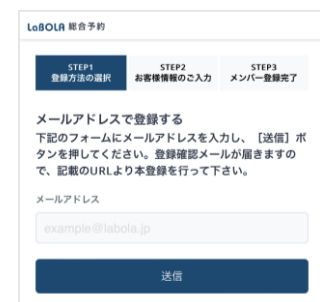 LaBOLA 総合予約
STEP1
登録方法の選択
STEP2
お客様情報のご入力
STEP3
メンバー登録完了
メールアドレスで登録する
下記のフォームにメールアドレスを入力し、［送信］ボ
タンを押してください。登録確認メールが届きますの
で、記載のURLより本登録を行って下さい。
メールアドレス
example@labola.jp
送信